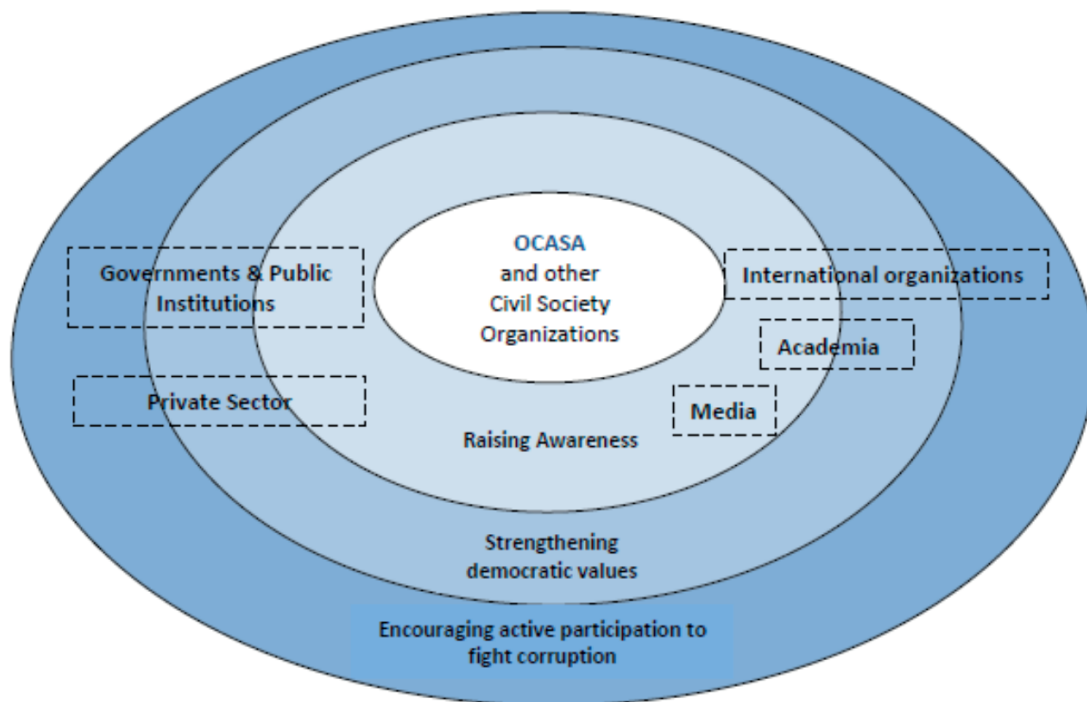 OCASA
and other
Civil Society
Organizations
Governments & Public
Institutions
International organizations
Academia
Private Sector
Media
Raising Awareness
Strengthening
democratic values
Encouraging active participation to
fight corruption